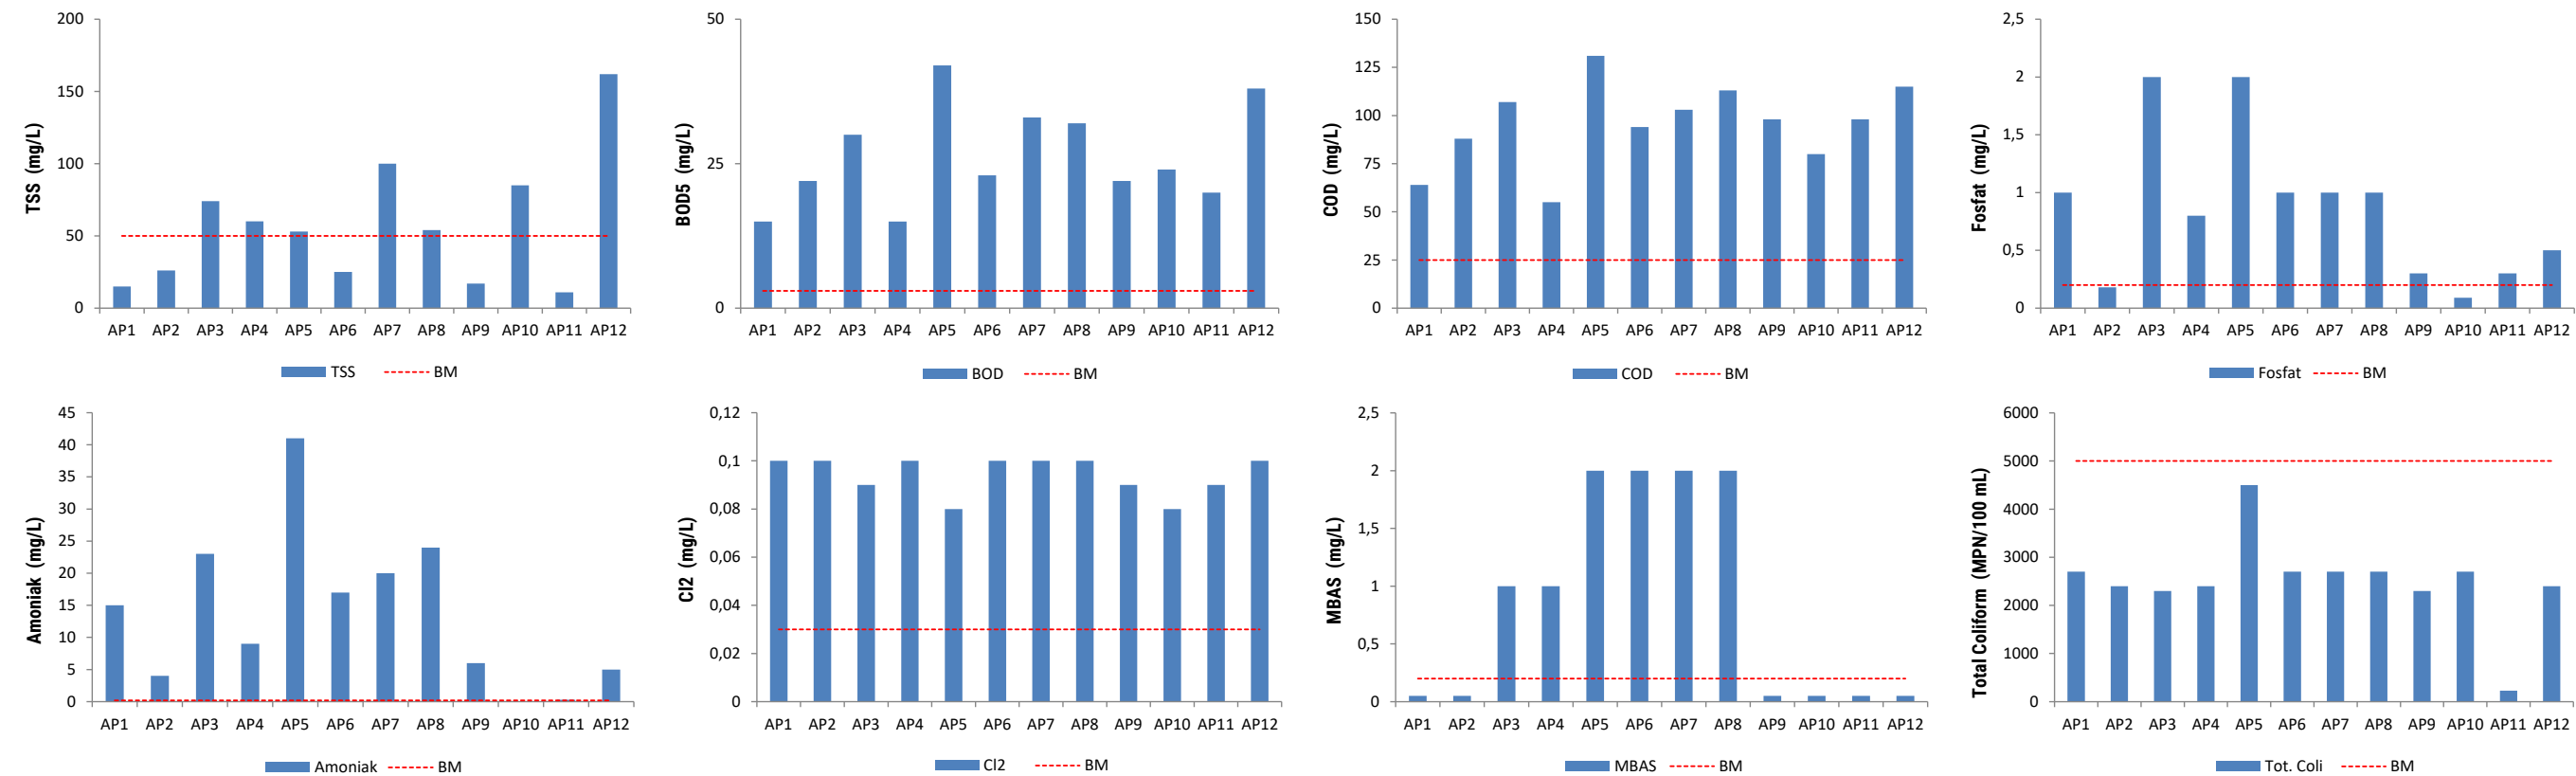 200
150
100
50
0
TSS (mg/L)
AP1 AP2 AP3 AP4 AP5 AP6 AP7 AP8 AP9 AP10 AP11 AP12
TSS BM
50
25
0
BOD5 (mg/L)
AP1 AP2 AP3 AP4 AP5 AP6 AP7 AP8 AP9 AP10 AP11 AP12
BOD BM
150
125
100
75
50
25
0
COD (mg/L)
AP1 AP2 AP3 AP4 AP5 AP6 AP7 AP8 AP9 AP10 AP11 AP12
COD BM
2,5
2
1,5
1
0,5
0
Fosfat (mg/L)
AP1 AP2 AP3 AP4 AP5 AP6 AP7 AP8 AP9 AP10 AP11 AP12
Fosfat BM
45
40
35
30
25
20
15
10
5
0
Amoniak (mg/L)
AP1 AP2 AP3 AP4 AP5 AP6 AP7 AP8 AP9 AP10 AP11 AP12
Amoniak BM
0,12
0,1
0,08
0,06
0,04
0,02
0
Cl2 (mg/L)
AP1 AP2 AP3 AP4 AP5 AP6 AP7 AP8 AP9 AP10 AP11 AP12
Cl2 BM
2,5
2
1,5
1
0,5
0
MBAS (mg/L)
AP1 AP2 AP3 AP4 AP5 AP6 AP7 AP8 AP9 AP10 AP11 AP12
MBAS BM
6000
5000
4000
3000
2000
1000
0
Total Coliform (MPN/100 mL)
AP1 AP2 AP3 AP4 AP5 AP6 AP7 AP8 AP9 AP10 AP11 AP12
Tot. Coli BM